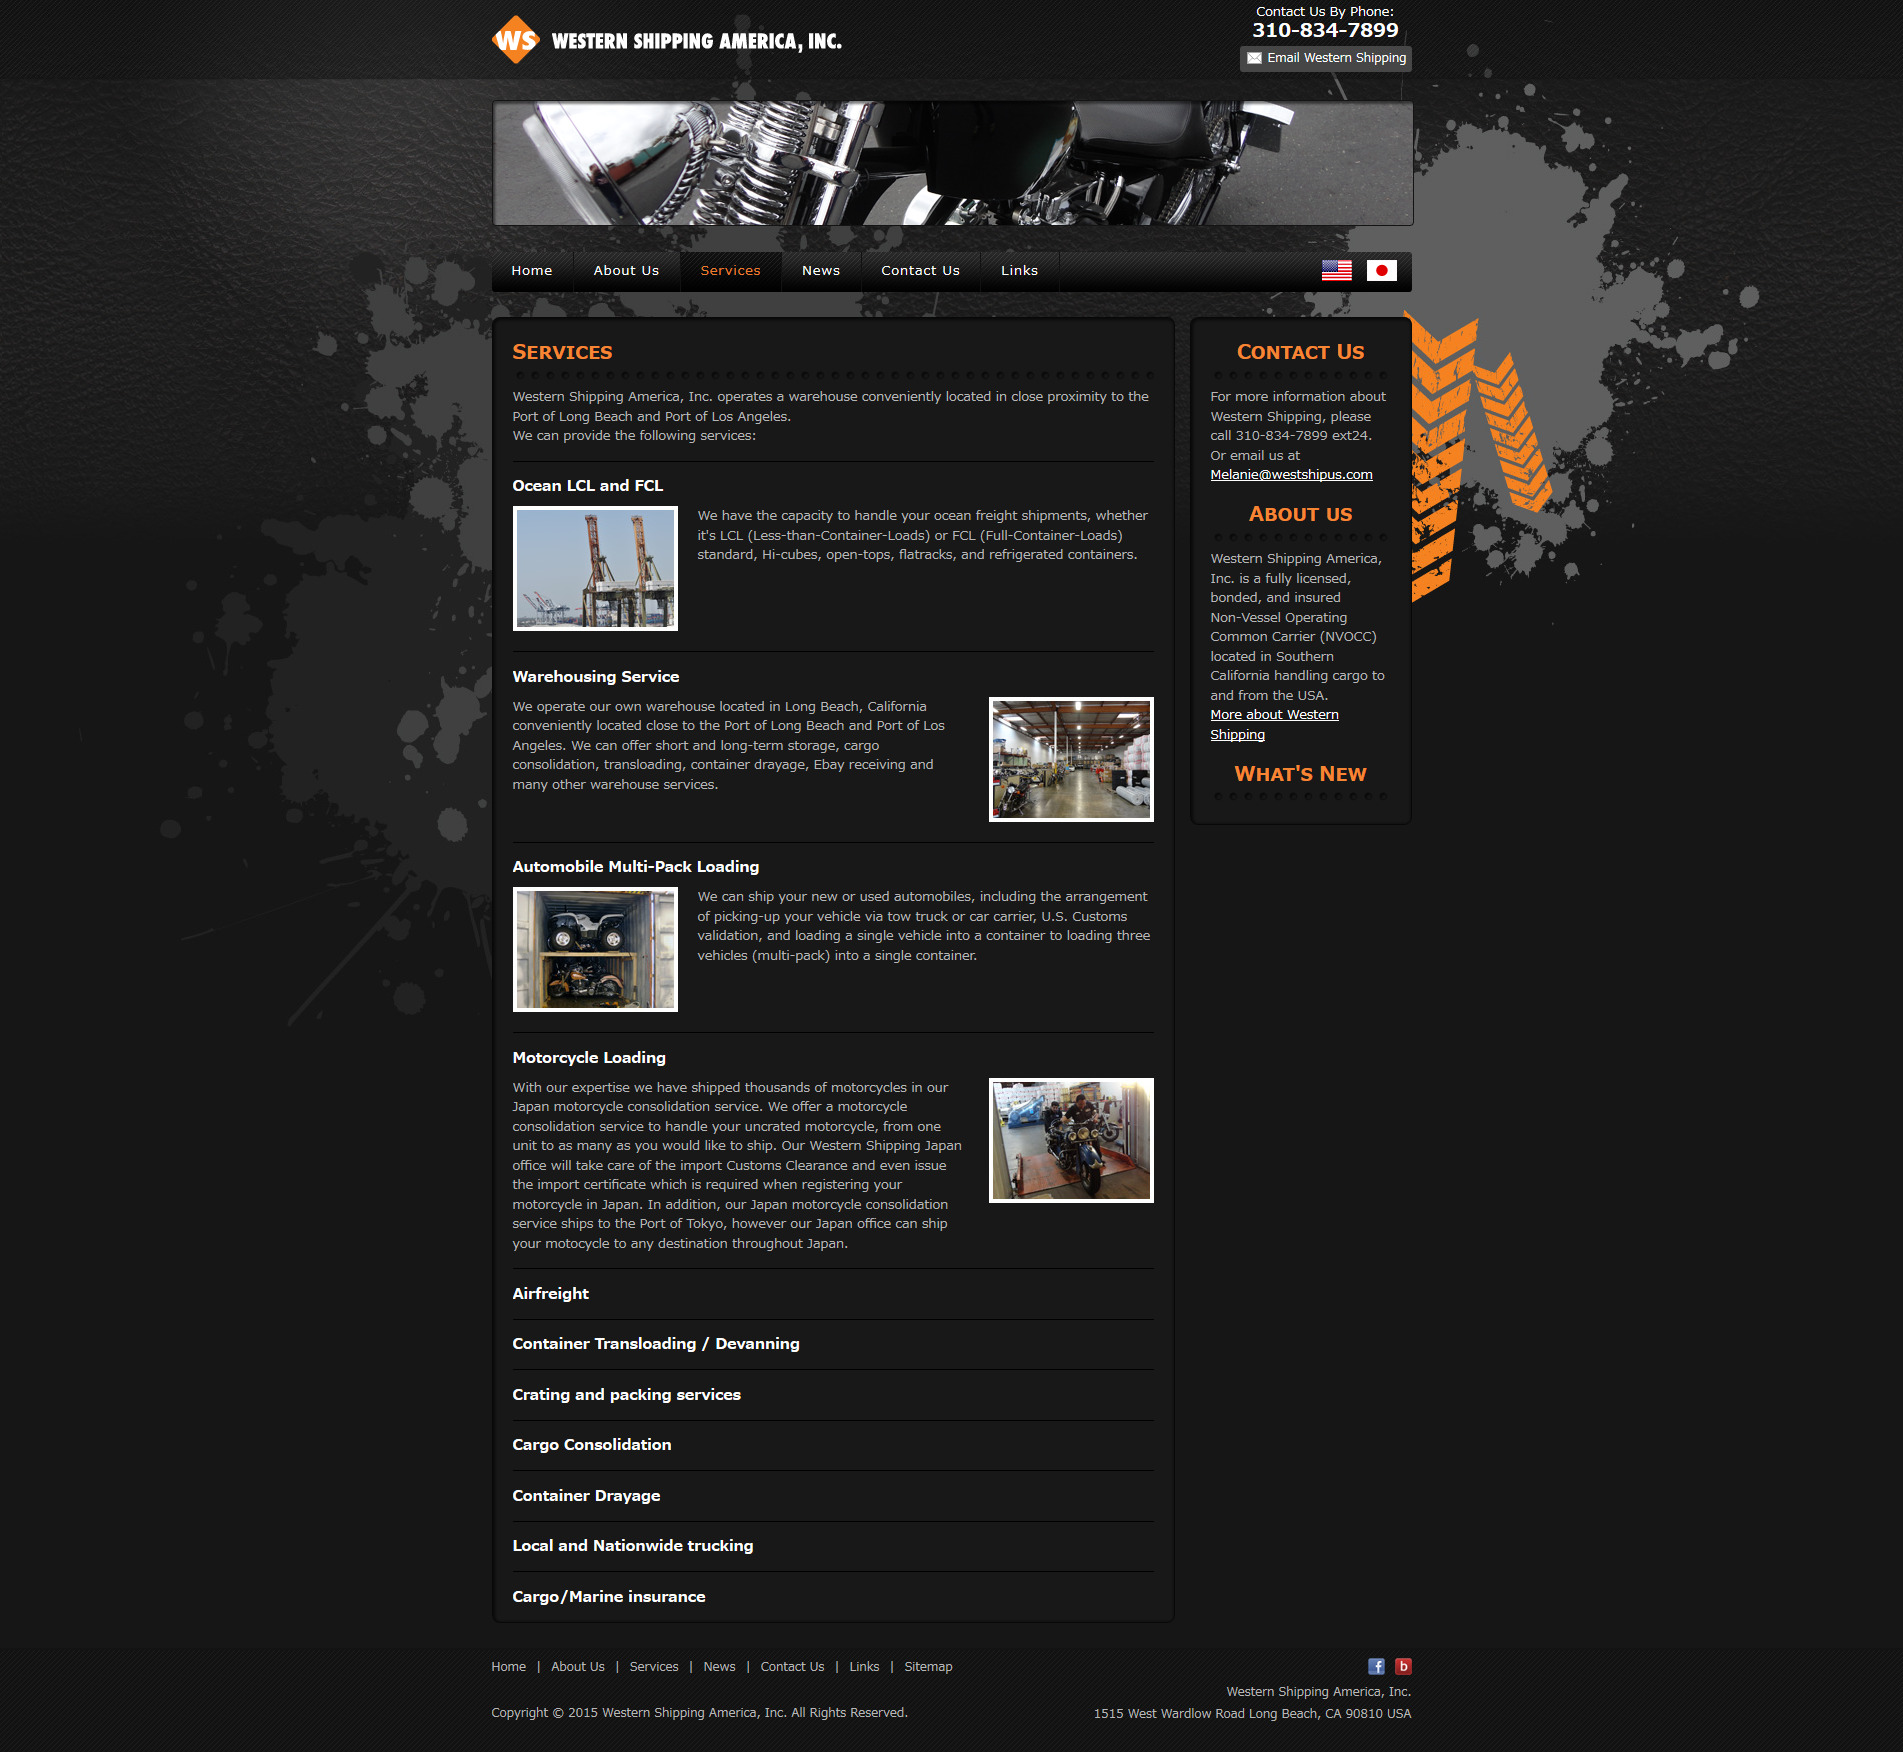 WS WESTERN SHIPPING AMERICA, INC.
Contact Us By Phone:
310-834-7899
Email Western Shipping
Home
About Us
Services
News
Contact Us
Links
SERVICES
Western Shipping America, Inc. operates a warehouse conveniently located in close proximity to the
Port of Long Beach and Port of Los Angeles.
We can provide the following services:
Ocean LCL and FCL
We have the capacity to handle your ocean freight shipments, whether
it's LCL (Less-than-Container-Loads) or FCL (Full-Container-Loads)
standard, Hi-cubes, open-tops, flatracks, and refrigerated containers.
Warehousing Service
We operate our own warehouse located in Long Beach, California
conveniently located close to the Port of Long Beach and Port of Los
Angeles. We can offer short and long-term storage, cargo
consolidation, transloading, container drayage, Ebay receiving and
many other warehouse services.
Automobile Multi-Pack Loading
We can ship your new or used automobiles, including the arrangement
of picking-up your vehicle via tow truck or car carrier, U.S. Customs
validation, and loading a single vehicle into a container to loading three
vehicles (multi-pack) into a single container.
Motorcycle Loading
With our expertise we have shipped thousands of motorcycles in our
Japan motorcycle consolidation service. We offer a motorcycle
consolidation service to handle your uncrated motorcycle, from one
unit to as many as you would like to ship. Our Western Shipping Japan
office will take care of the import Customs Clearance and even issue
the import certificate which is required when registering your
motorcycle in Japan. In addition, our Japan motorcycle consolidation
service ships to the Port of Tokyo, however our Japan office can ship
your motocycle to any destination throughout Japan.
Airfreight
Container Transloading / Devanning
Crating and packing services
Cargo Consolidation
Container Drayage
Local and Nationwide trucking
Cargo/Marine insurance
CONTACT US
For more information about
Western Shipping, please
call 310-834-7899 ext24.
Or email us at
Melanie@westshipus.com
ABOUT US
Western Shipping America,
Inc. is a fully licensed,
bonded, and insured
Non-Vessel Operating
Common Carrier (NVOCC)
located in Southern
California handling cargo to
and from the USA.
More about Western
Shipping
WHAT'S NEW
Home | About Us | Services | News | Contact Us | Links | Sitemap
f b
Western Shipping America, Inc.
Copyright © 2015 Western Shipping America, Inc. All Rights Reserved.
1515 West Wardlow Road Long Beach, CA 90810 USA